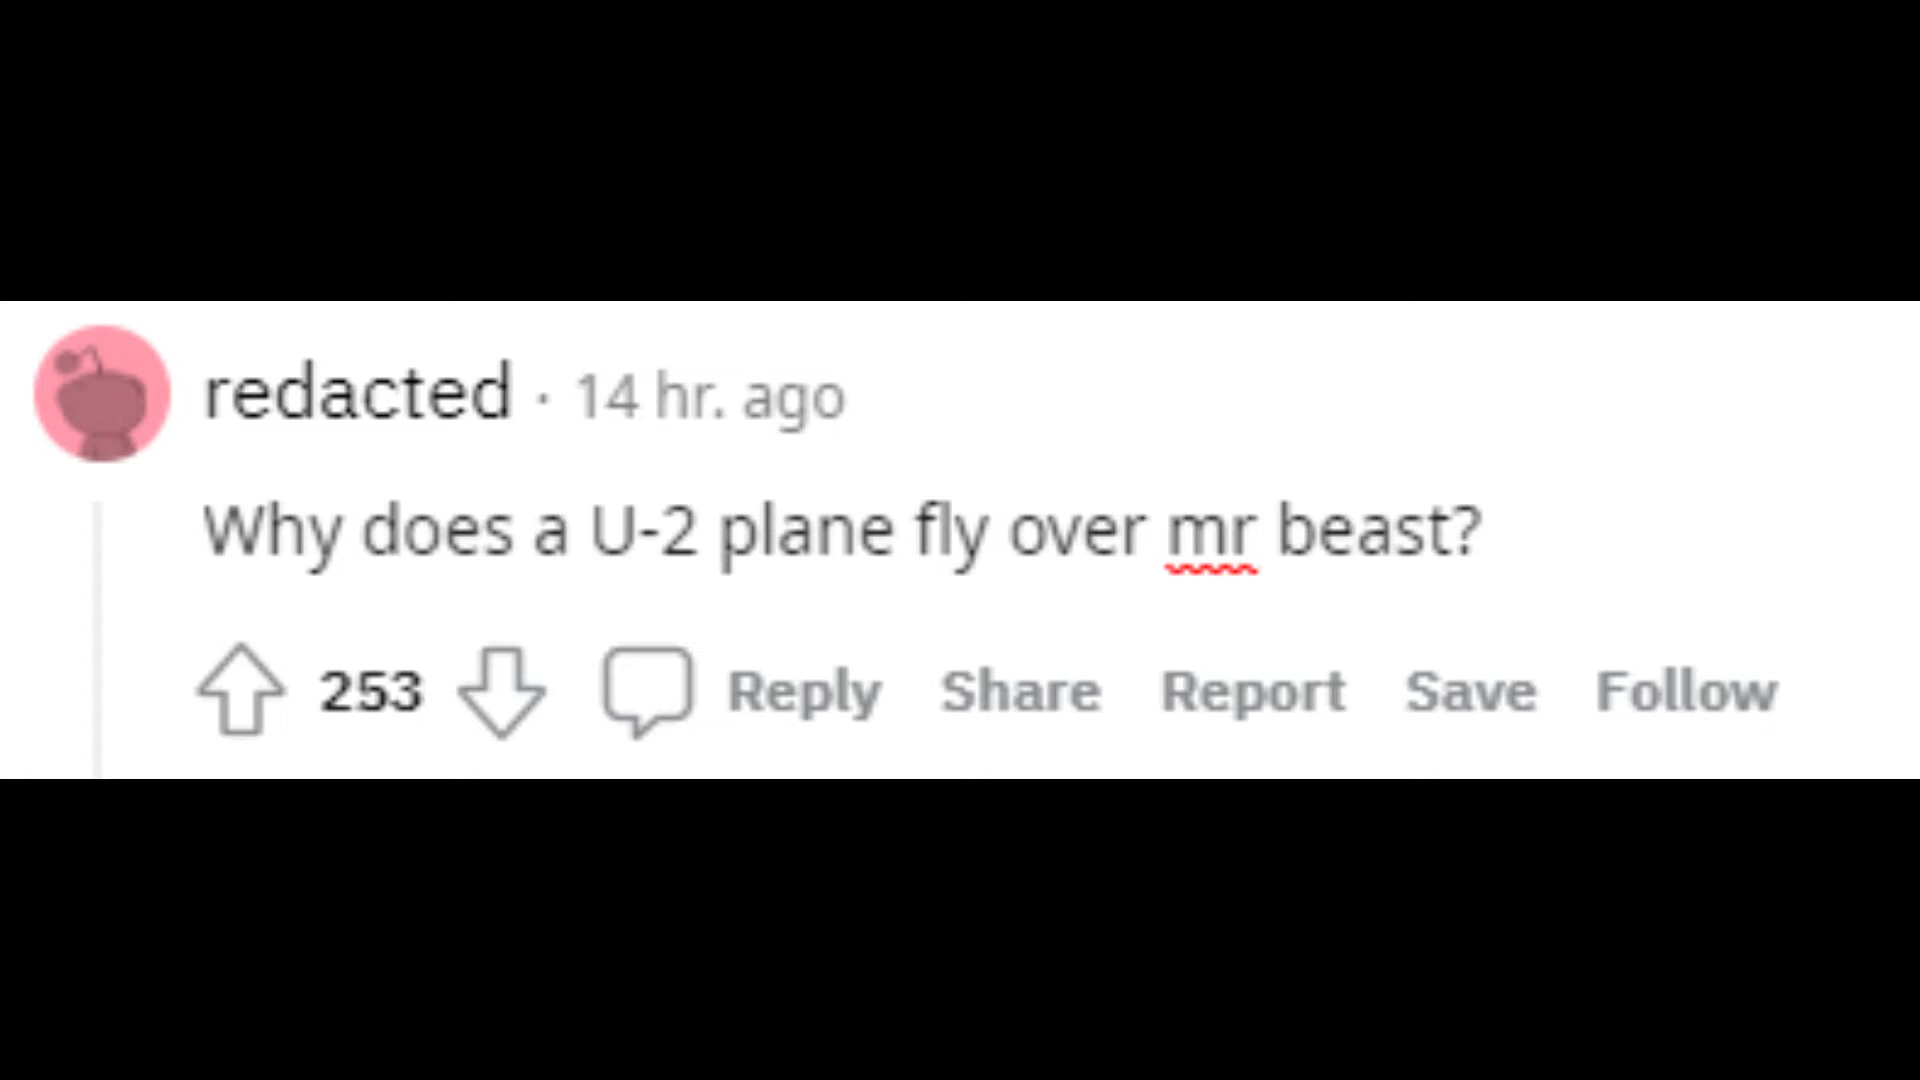 redacted · 14 hr. ago
Why does a U-2 plane fly over mr beast?
253 Reply Share Report Save Follow